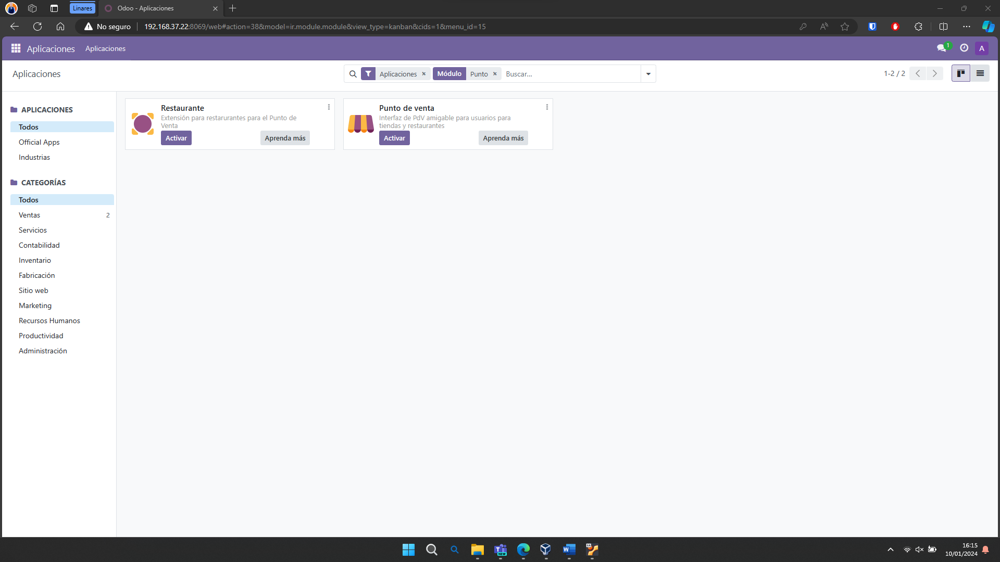 Linares
Odoo - Aplicaciones
No seguro
192.168.37.22:8069/web#action=38&model=ir.module.module&view_type=kanban&cids=1&menu_id=15
Aplicaciones
Aplicaciones
1
A
Aplicaciones
Aplicaciones
Módulo
Punto
Buscar...
1-2 / 2
APLICACIONES
Todos
Official Apps
Industrias
CATEGORÍAS
Todos
Ventas 2
Servicios
Contabilidad
Inventario
Fabricación
Sitio web
Marketing
Recursos Humanos
Productividad
Administración
Restaurante
Extensión para restarurantes para el Punto de
Venta
Activar
Aprenda más
Punto de venta
Interfaz de PdV amigable para usuarios para
tiendas y restaurantes
Activar
Aprenda más
NEW
64
16:15
10/01/2024